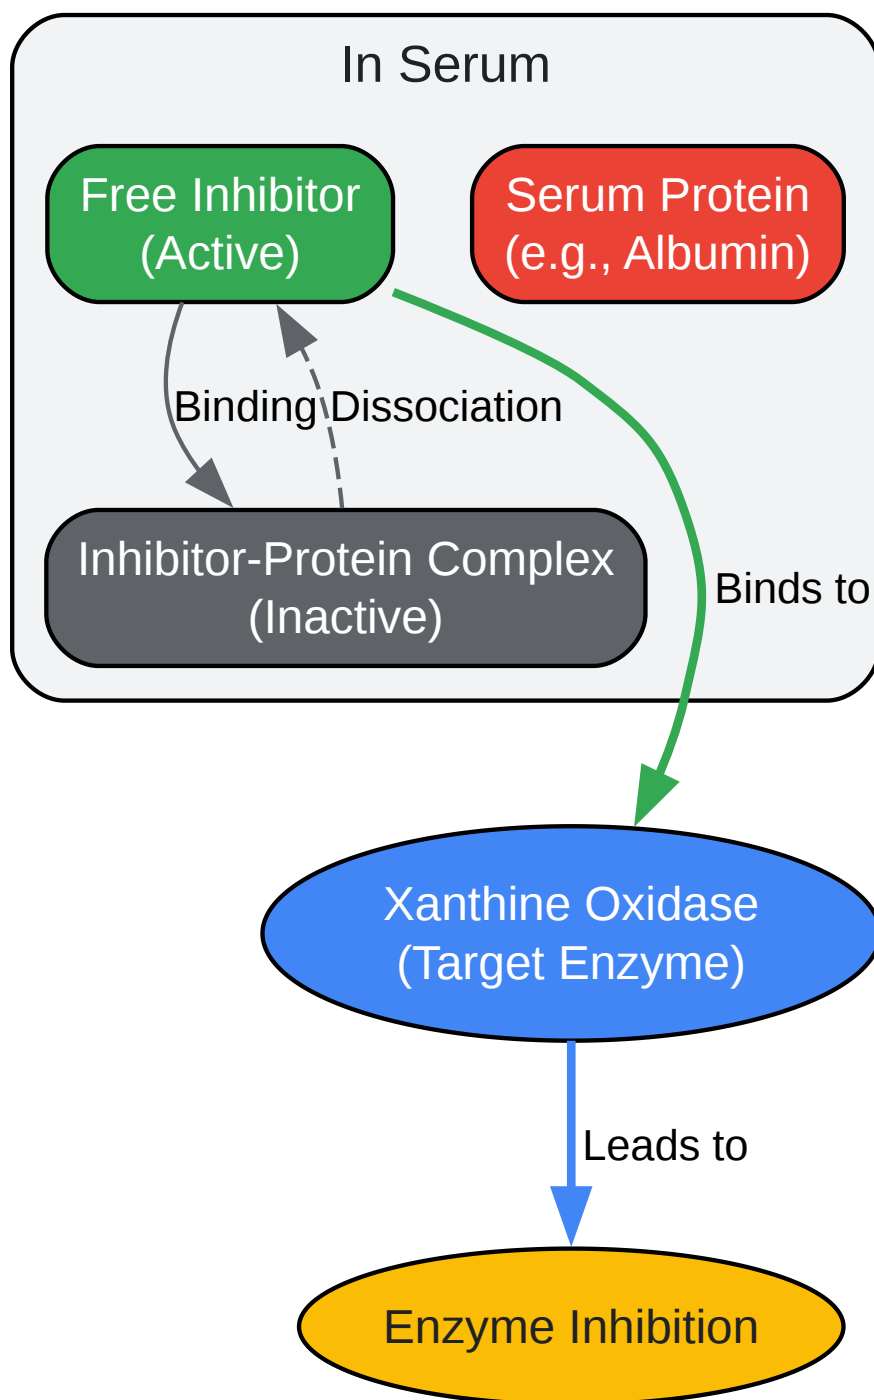 In Serum
Free Inhibitor
(Active)
Serum Protein
(e.g., Albumin)
Binding
Dissociation
Inhibitor-Protein Complex
(Inactive)
Binds to
Xanthine Oxidase
(Target Enzyme)
Leads to
Enzyme Inhibition